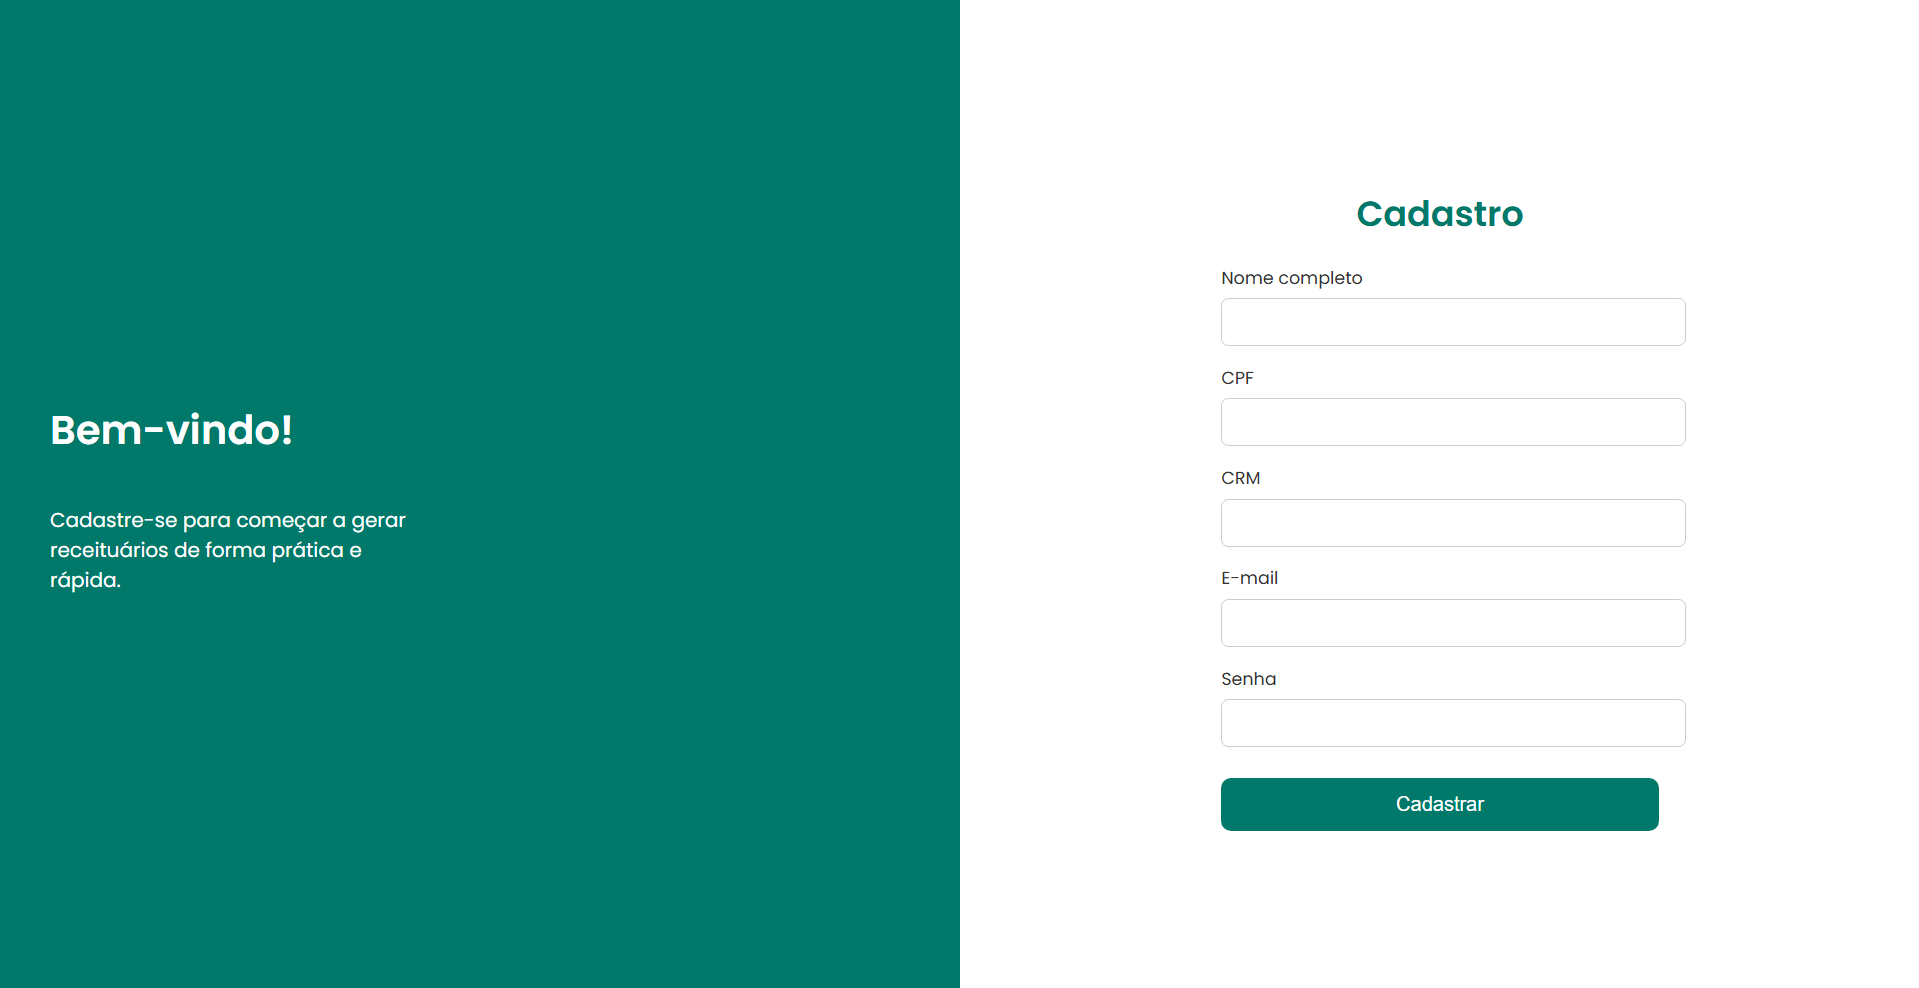 Bem-vindo!
Cadastre-se para começar a gerar
receituários de forma prática e
rápida.
Cadastro
Nome completo
CPF
CRM
E-mail
Senha
Cadastrar